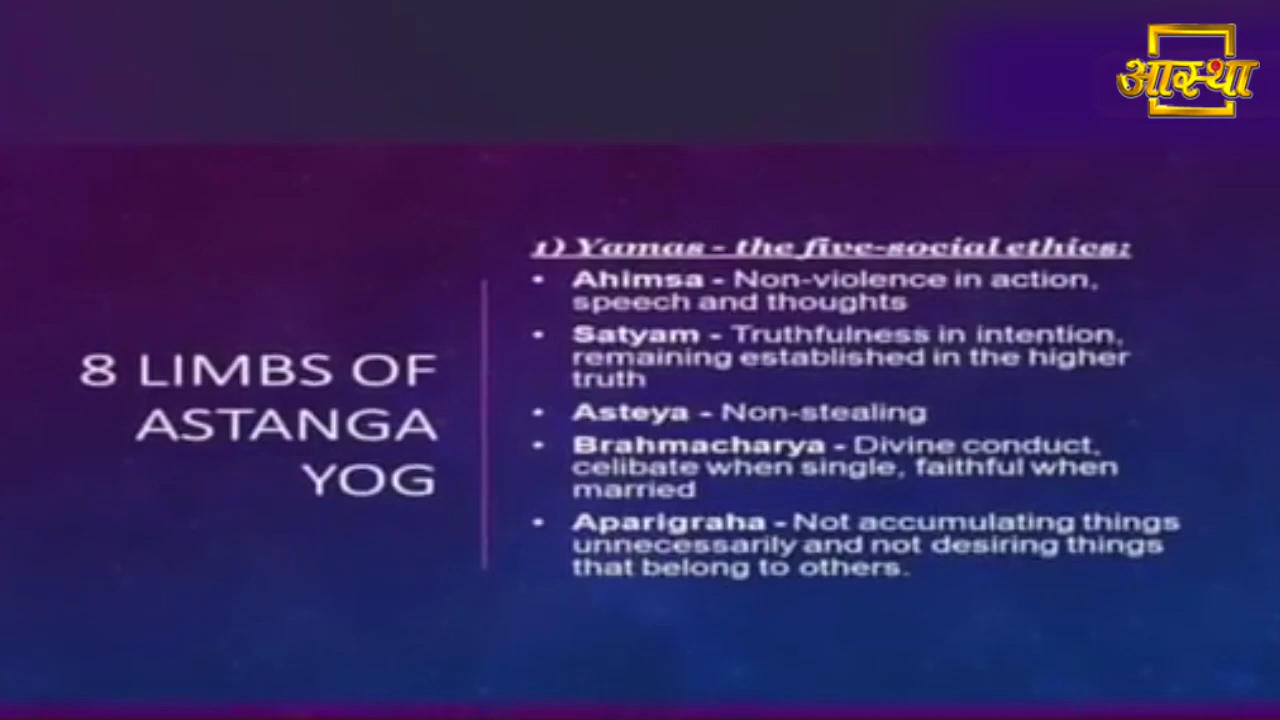 आस्था
8 LIMBS OF
ASTANGA
YOG
1) Yamas - the five-social ethics:
• Ahimsa - Non-violence in action,
speech and thoughts
• Satyam - Truthfulness in intention,
remaining established in the higher
truth
• Asteya - Non-stealing
• Brahmacharya - Divine conduct,
celibate when single, faithful when
married
• Aparigraha - Not accumulating things
unnecessarily and not desiring things
that belong to others.